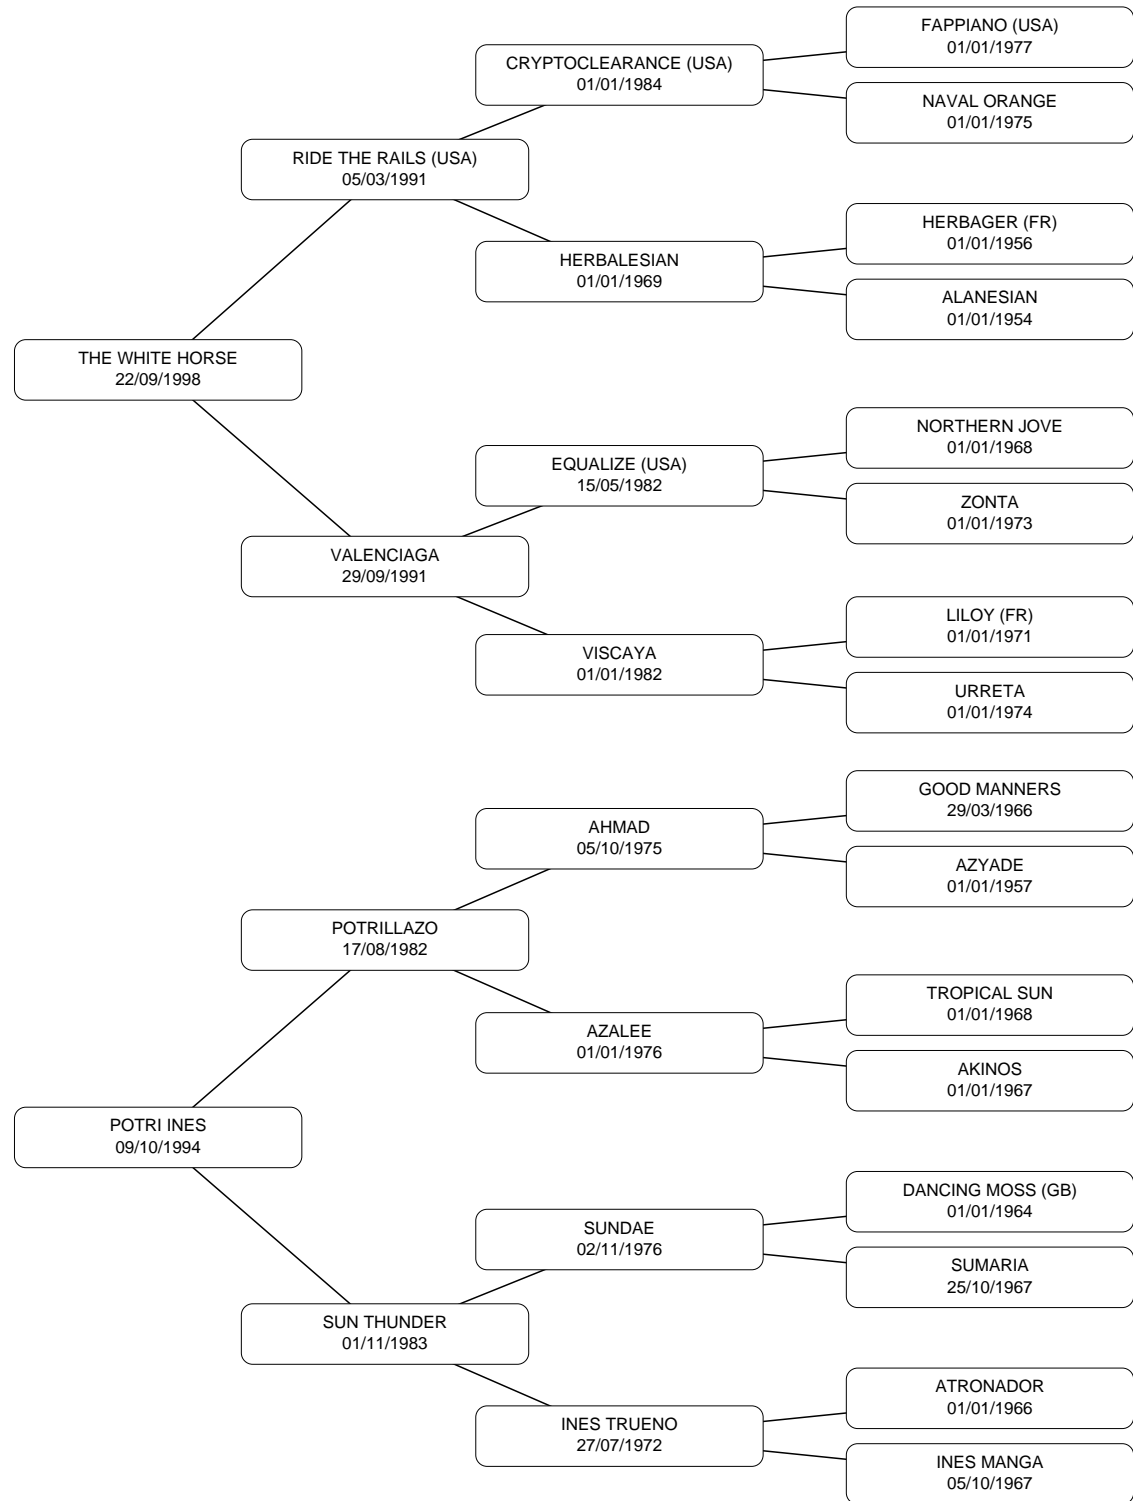 FAPPIANO (USA)
01/01/1977
CRYPTOCLEARANCE (USA)
01/01/1984
NAVAL ORANGE
01/01/1975
RIDE THE RAILS (USA)
05/03/1991
HERBAGER (FR)
01/01/1956
HERBALESIAN
01/01/1969
ALANESIAN
01/01/1954
THE WHITE HORSE
22/09/1998
NORTHERN JOVE
01/01/1968
EQUALIZE (USA)
15/05/1982
ZONTA
01/01/1973
VALENCIAGA
29/09/1991
LILOY (FR)
01/01/1971
VISCAYA
01/01/1982
URRETA
01/01/1974
GOOD MANNERS
29/03/1966
AHMAD
05/10/1975
AZYADE
01/01/1957
POTRILLAZO
17/08/1982
TROPICAL SUN
01/01/1968
AZALEE
01/01/1976
AKINOS
01/01/1967
POTRI INES
09/10/1994
DANCING MOSS (GB)
01/01/1964
SUNDAE
02/11/1976
SUMARIA
25/10/1967
SUN THUNDER
01/11/1983
ATRONADOR
01/01/1966
INES TRUENO
27/07/1972
INES MANGA
05/10/1967